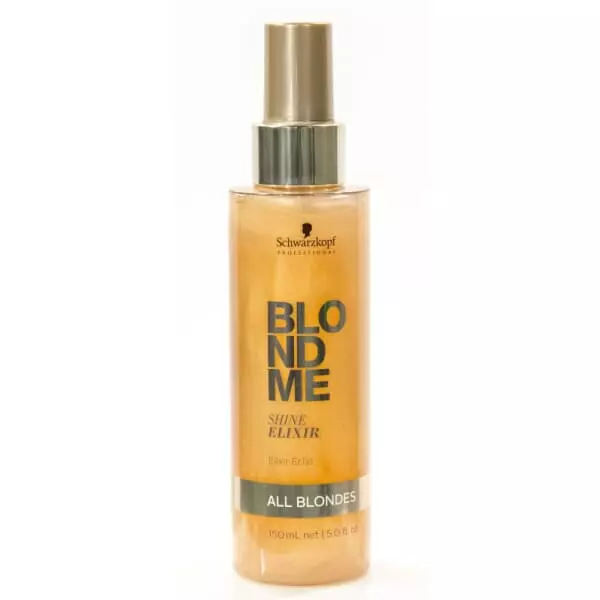 Schwarzkopf
PROFESSIONAL
BLO
ND
ME
SHINE
ELIXIR
Elixir Éclat
ALL BLONDES
150 mL net | 5.0 fl. oz